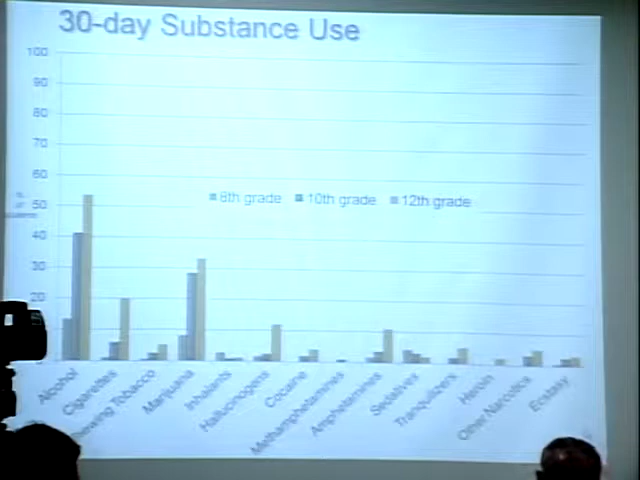 30-day Substance Use
100
90
80
70
60
50
40
30
20
8th grade 10th grade 12th grade
Alcohol
Cigarettes
Chewing Tobacco
Marijuana
Inhalants
Hallucinogens
Cocaine
Methamphetamines
Amphetamines
Sedatives
Tranquilizers
Heroin
Other Narcotics
Ecstasy